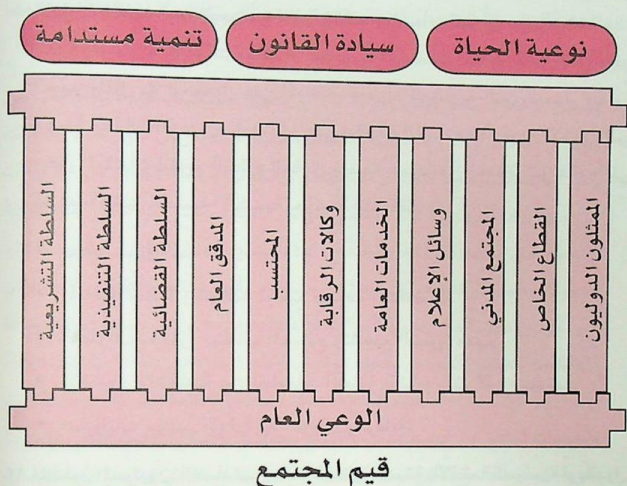 نوعية الحياة
سيادة القانون
تنمية مستدامة
الممثلون الدوليون
القطاع الخاص
المجتمع المدني
وسائل الإعلام
الخدمات العامة
وكالات الرقابة
المحتسب
المدقق العام
السلطة القضائية
السلطة التنفيذية
السلطة التشريعية
الوعي العام
قيم المجتمع